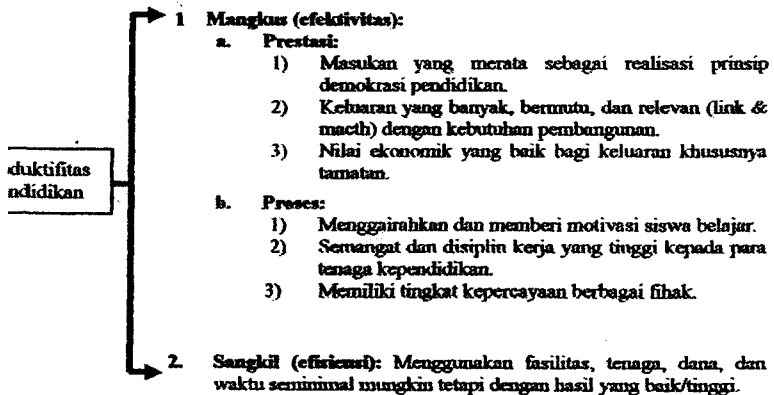 1 Mangkus (efektivitas):
a. Prestasi:
1) Masukan yang merata sebagai realisasi prinsip
demokrasi pendidikan.
2) Keluaran yang banyak, bermutu, dan relevan (link &
macth) dengan kebutuhan pembangunan.
3) Nilai ekonomik yang baik bagi keluaran khususnya
tamatan.
duktifitas
ndidikan
b. Proses:
1) Menggairahkan dan memberi motivasi siswa belajar.
2) Semangat dan disiplin kerja yang tinggi kepada para
tenaga kependidikan.
3) Memiliki tingkat kepercayaan berbagai fihak.
2. Sangkil (efisiensi): Menggunakan fasilitas, tenaga, dana, dan
waktu seminimal mungkin tetapi dengan hasil yang baik/tinggi.